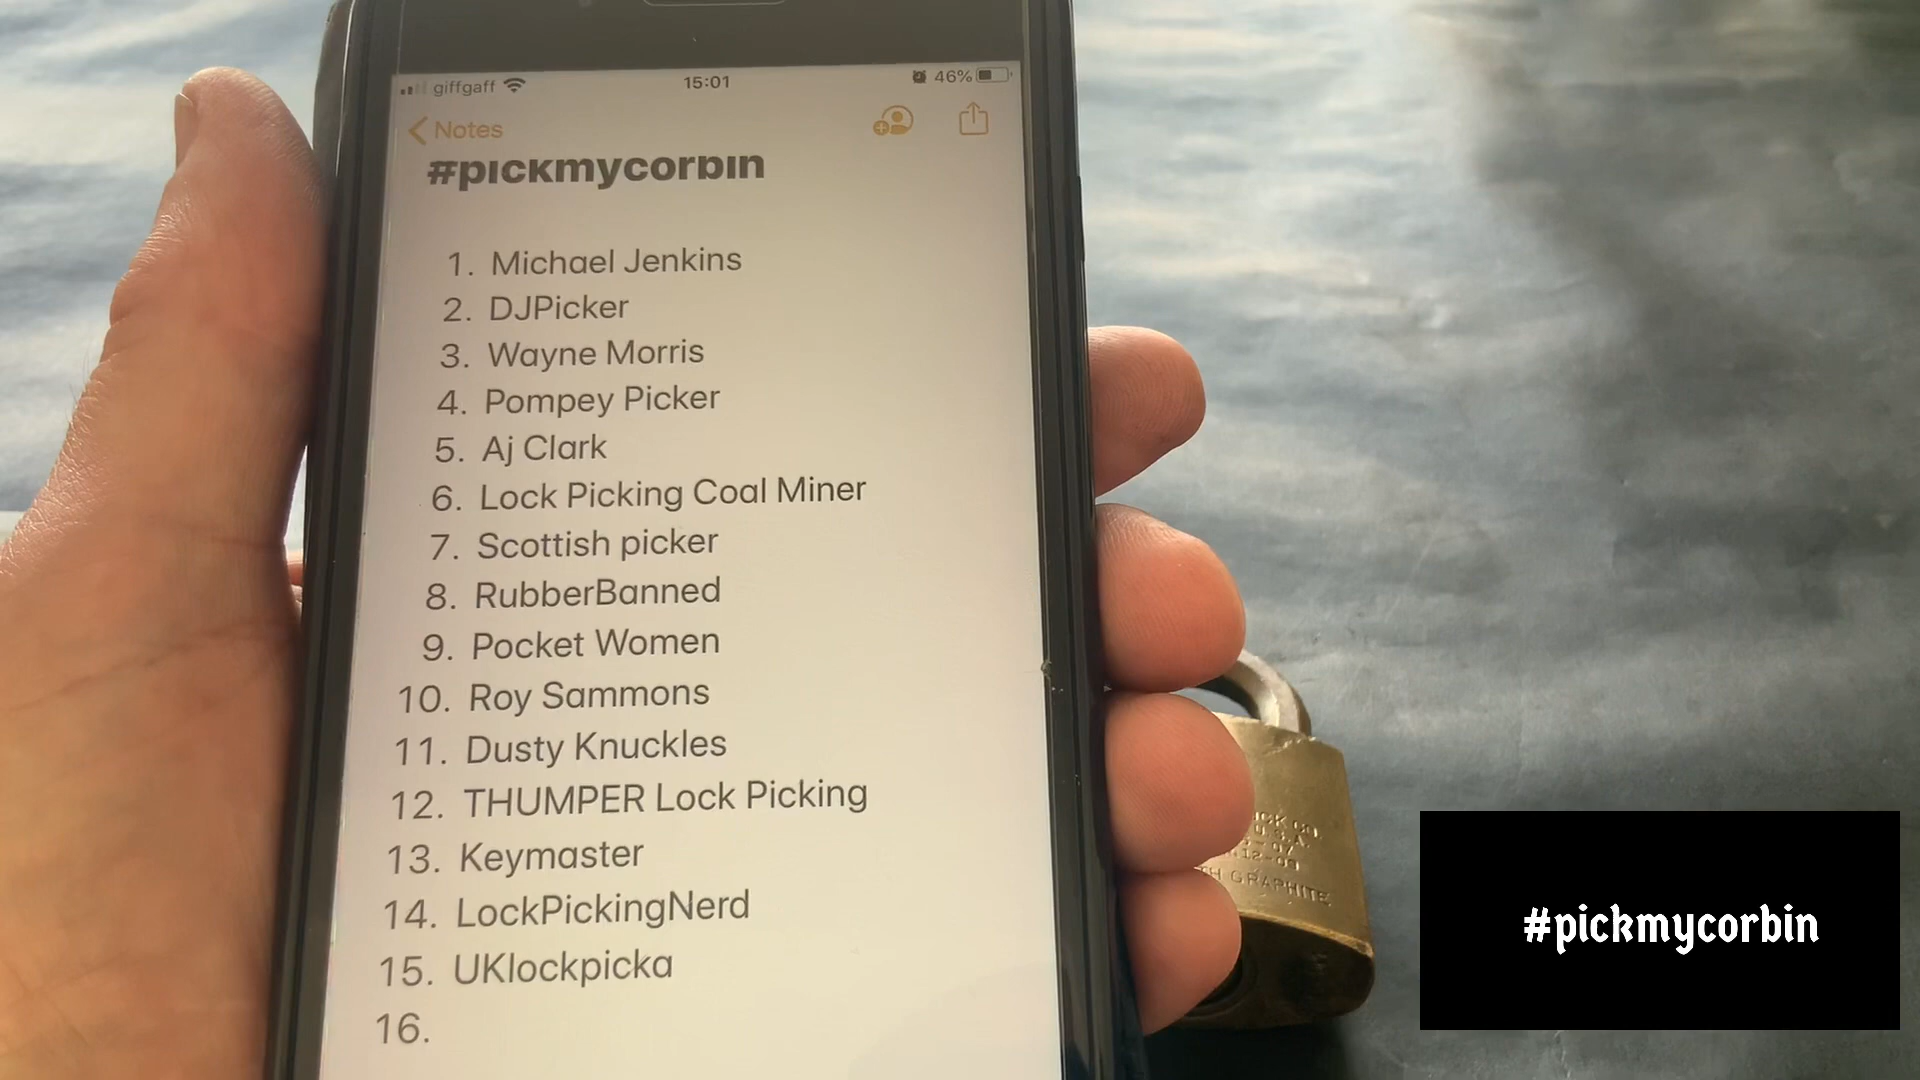 giffgaff 15:01 46%
Notes
#pickmycorbin
1. Michael Jenkins
2. DJPicker
3. Wayne Morris
4. Pompey Picker
5. Aj Clark
6. Lock Picking Coal Miner
7. Scottish picker
8. RubberBanned
9. Pocket Women
10. Roy Sammons
11. Dusty Knuckles
12. THUMPER Lock Picking
13. Keymaster
14. LockPickingNerd
15. UKlockpicka
16.
CO.
U.S.A.
GRAPHITE
#pickmycorbin